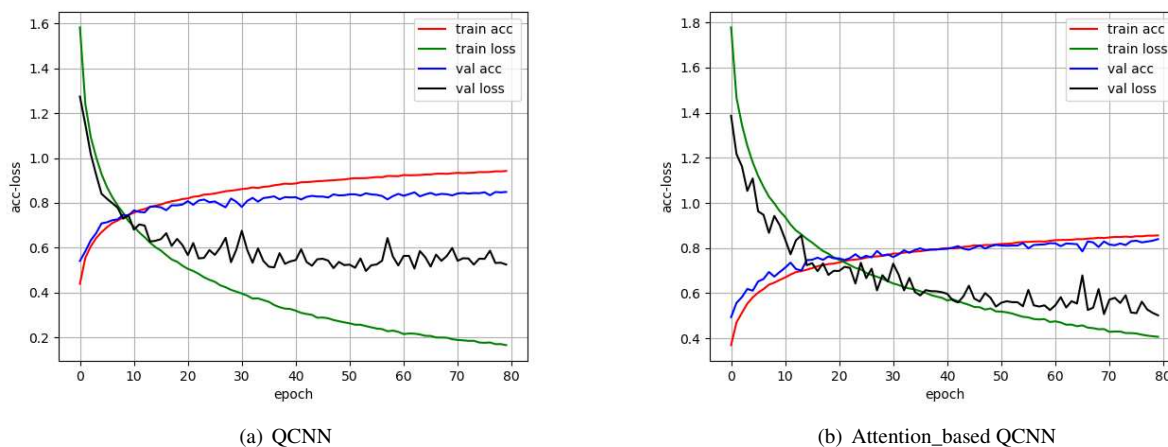 1.6
1.4
1.2
1.0
0.8
0.6
0.4
0.2
acc-loss
0 10 20 30 40 50 60 70 80
epoch
train acc
train loss
val acc
val loss
(a) QCNN
1.8
1.6
1.4
1.2
1.0
0.8
0.6
0.4
acc-loss
0 10 20 30 40 50 60 70 80
epoch
train acc
train loss
val acc
val loss
(b) Attention_based QCNN